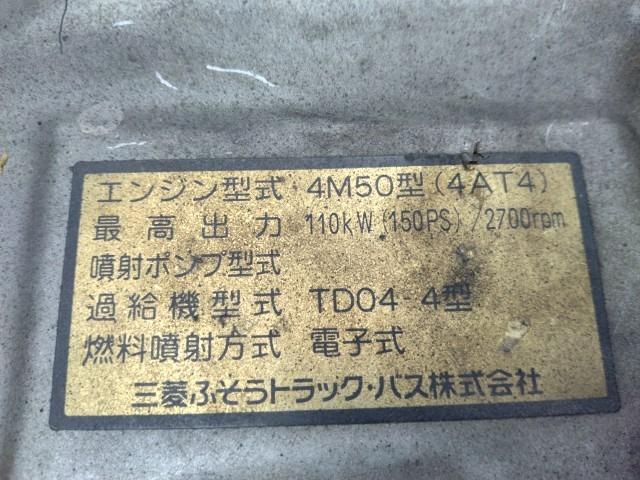 エンジン型式 4M50型(4AT4)
最高出力 110kW(150PS)/2700rpm
噴射ポンプ型式
過給機型式 TD04-4型
燃料噴射方式 電子式
三菱ふそうトラック・バス株式会社